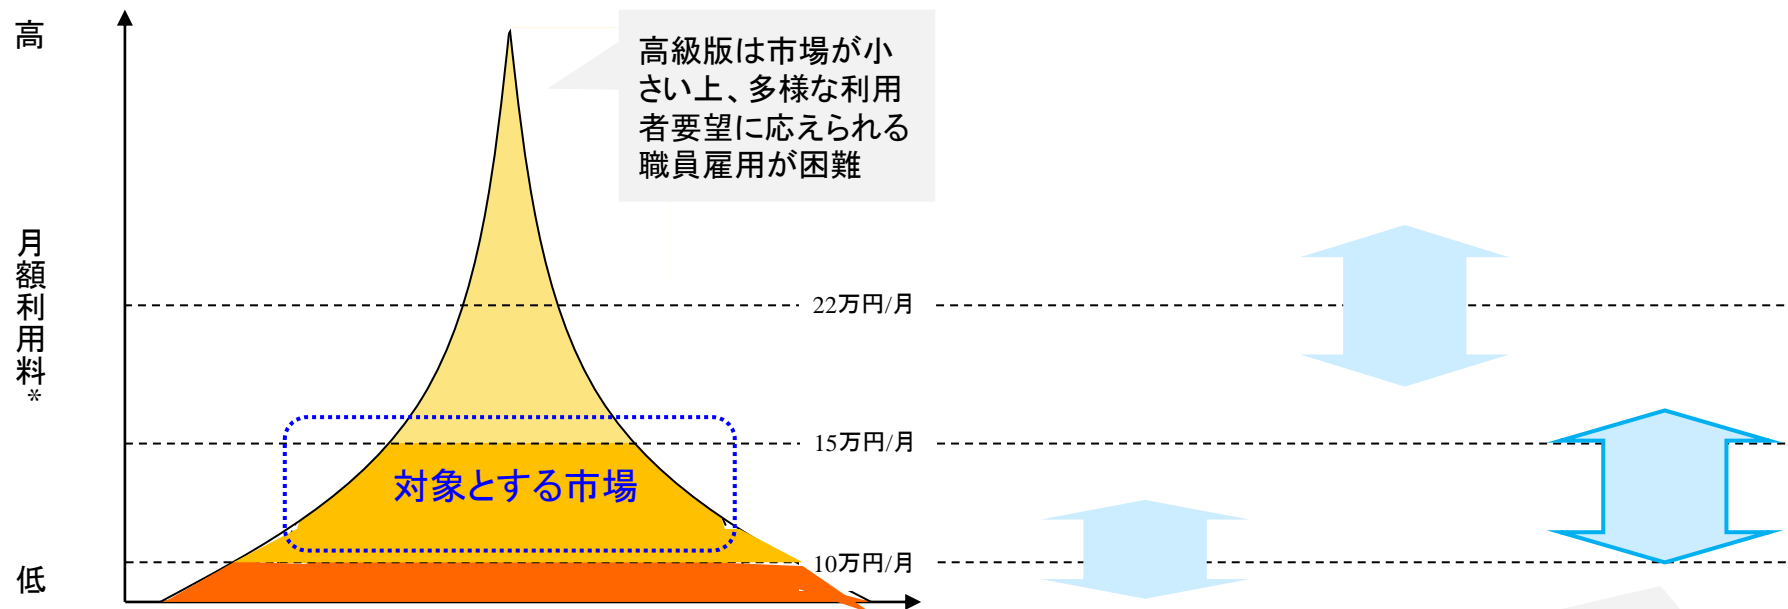 高
高級版は市場が小
さい上、多様な利用
者要望に応えられる
職員雇用が困難
月額利用料*
22万円/月
15万円/月
対象とする市場
10万円/月
低